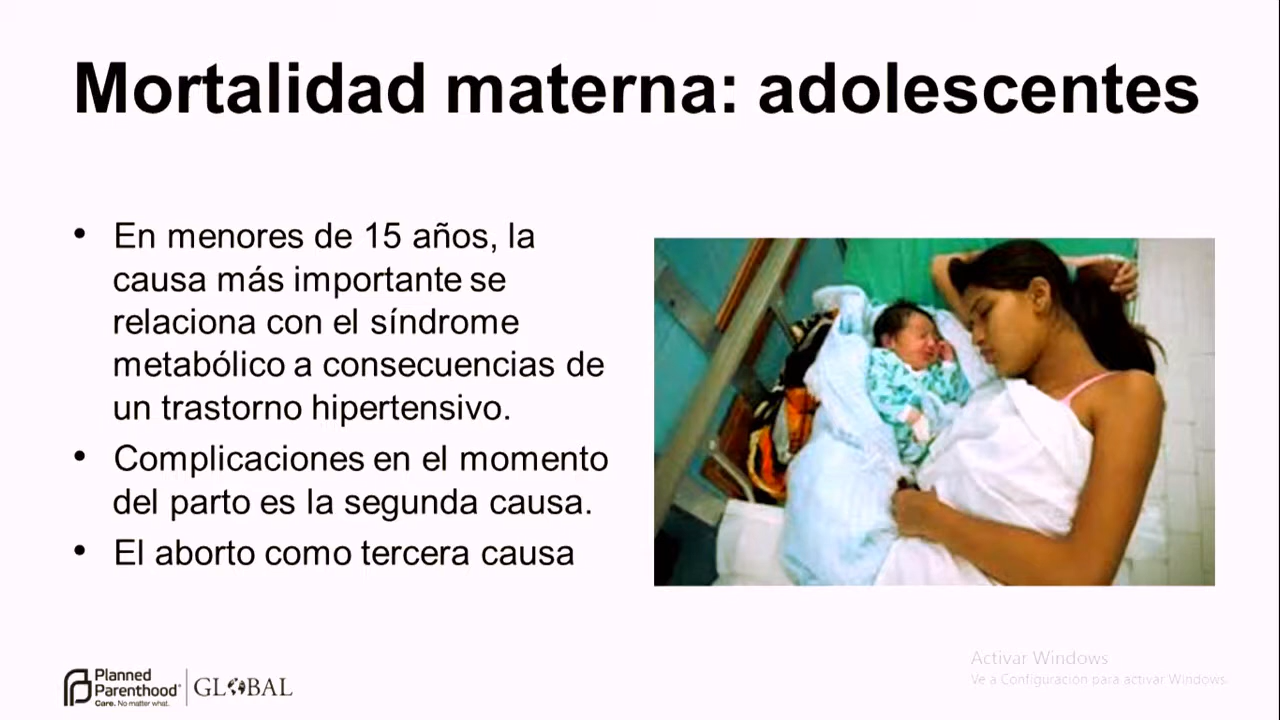 Mortalidad materna: adolescentes
• En menores de 15 años, la
causa más importante se
relaciona con el síndrome
metabólico a consecuencias de
un trastorno hipertensivo.
• Complicaciones en el momento
del parto es la segunda causa.
• El aborto como tercera causa
Planned
Parenthood®
Care. No matter what.
GLOBAL
Activar Windows
Ve a Configuración para activar Windows.